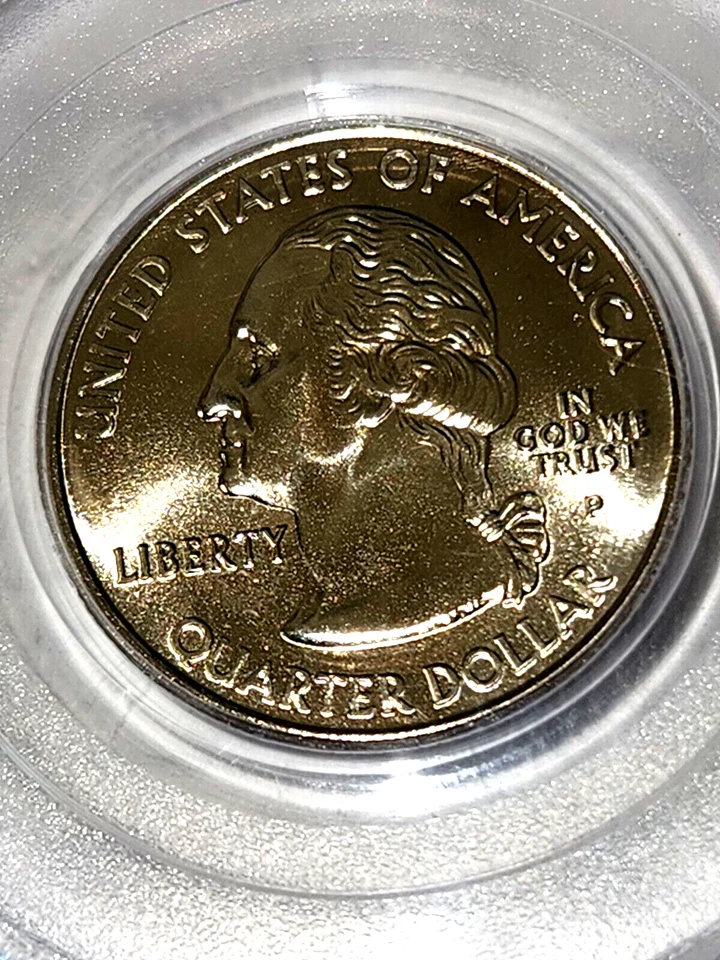 UNITED STATES OF AMERICA
LIBERTY
IN
GOD WE
TRUST
P
QUARTER DOLLAR